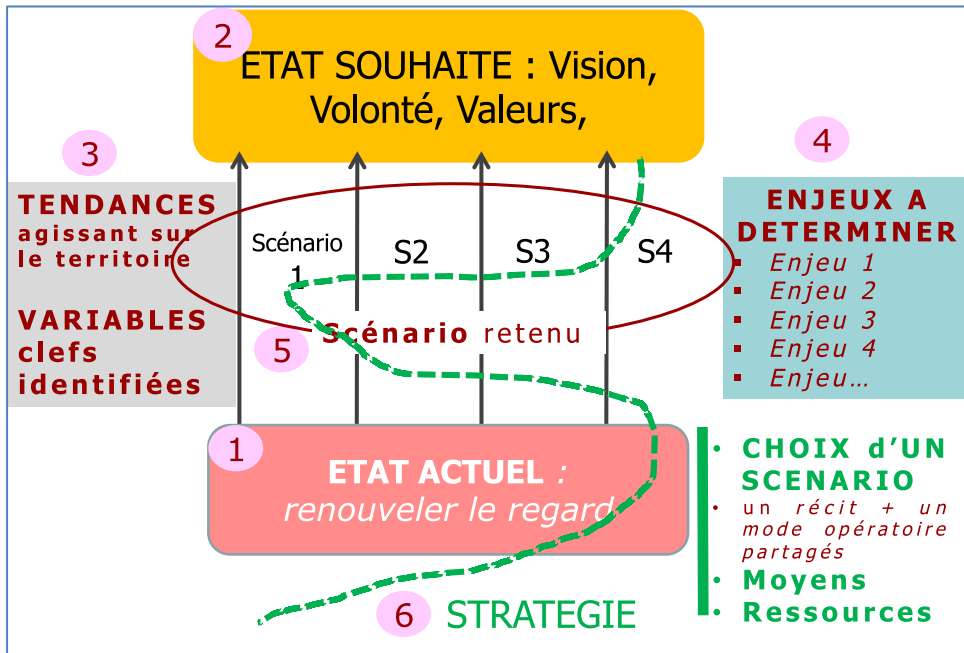 2
ETAT SOUHAITE : Vision,
Volonté, Valeurs,
3
TENDANCES
agissant sur
le territoire
VARIABLES
clefs
identifiées
Scénario
1
S2
S3
S4
5
Scénario retenu
4
ENJEUX A
DETERMINER
▪ Enjeu 1
▪ Enjeu 2
▪ Enjeu 3
▪ Enjeu 4
▪ Enjeu…
1
ETAT ACTUEL :
renouveler le regard
• CHOIX d'UN
SCENARIO
• un récit + un
mode opératoire
partagés
• Moyens
• Ressources
6
STRATEGIE